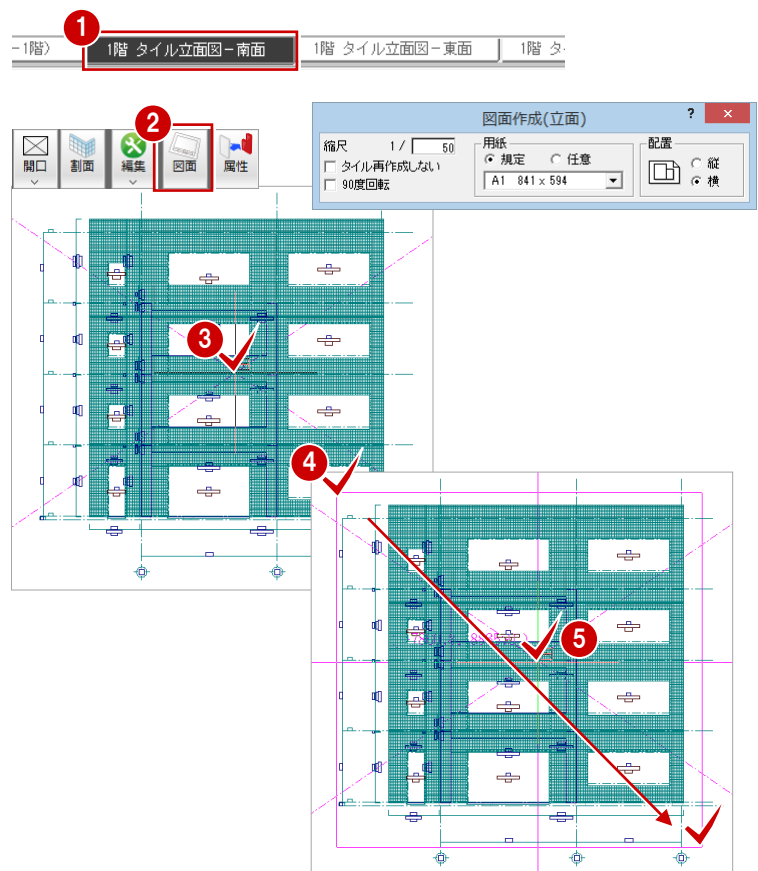 1
－1階）
1階 タイル立面図－南面
1階 タイル立面図－東面
1階 タ
2
開口
割面
編集
図面
属性
図面作成(立面)
? ×
縮尺 1 / 50
タイル再作成しない
90度回転
用紙
規定 任意
A1 841 x 594
配置
縦
横
3
4
5